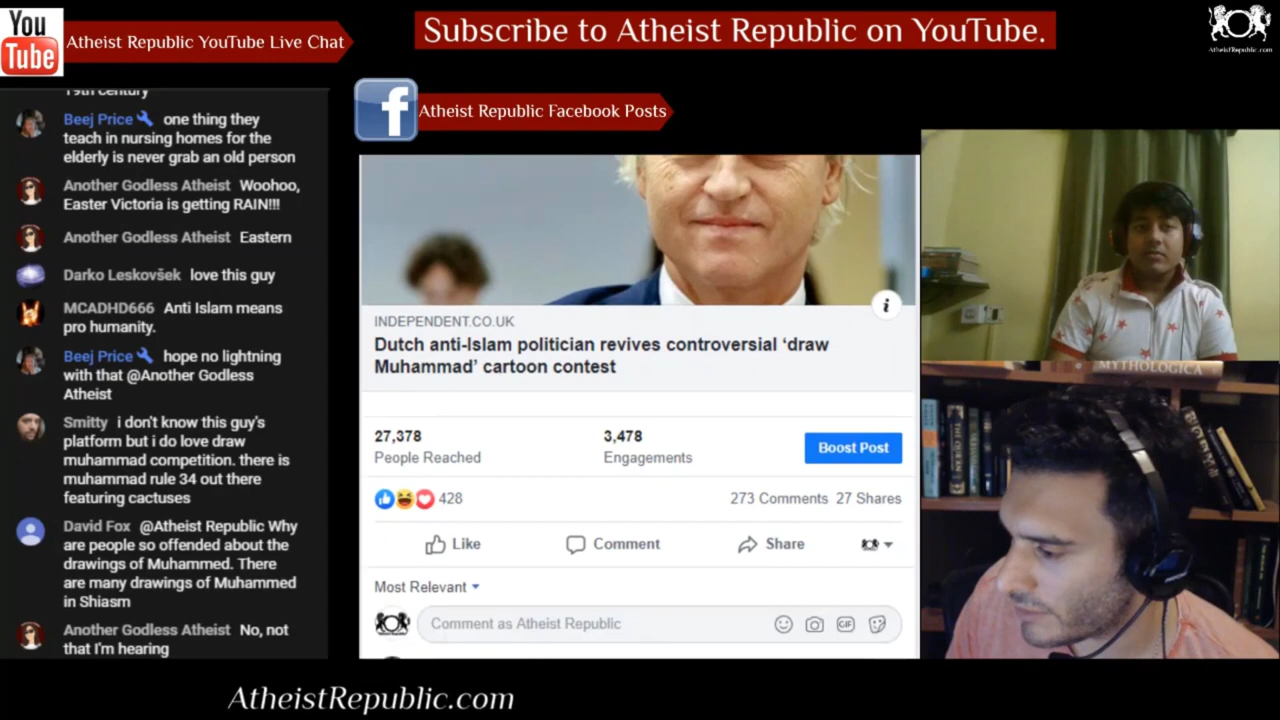 You
Tube
Atheist Republic YouTube Live Chat
Subscribe to Atheist Republic on YouTube.
AtheistRepublic.com
Atheist Republic Facebook Posts
19th century
Beej Price one thing they
teach in nursing homes for the
elderly is never grab an old person
Another Godless Atheist Woohoo,
Easter Victoria is getting RAIN!!!
Another Godless Atheist Eastern
Darko Leskovšek love this guy
MCADHD666 Anti Islam means
pro humanity.
Beej Price hope no lightning
with that @Another Godless
Atheist
Smitty i don't know this guy's
platform but i do love draw
muhammad competition. there is
muhammad rule 34 out there
featuring cactuses
David Fox @Atheist Republic Why
are people so offended about the
drawings of Muhammed. There
are many drawings of Muhammed
in Shiasm
Another Godless Atheist No, not
that I'm hearing
INDEPENDENT.CO.UK
Dutch anti-Islam politician revives controversial ‘draw
Muhammad’ cartoon contest
27,378
People Reached
3,478
Engagements
Boost Post
428
273 Comments 27 Shares
Like
Comment
Share
Most Relevant
Comment as Atheist Republic
GIF
MYTHOLOGICA
THE QURAN
AtheistRepublic.com